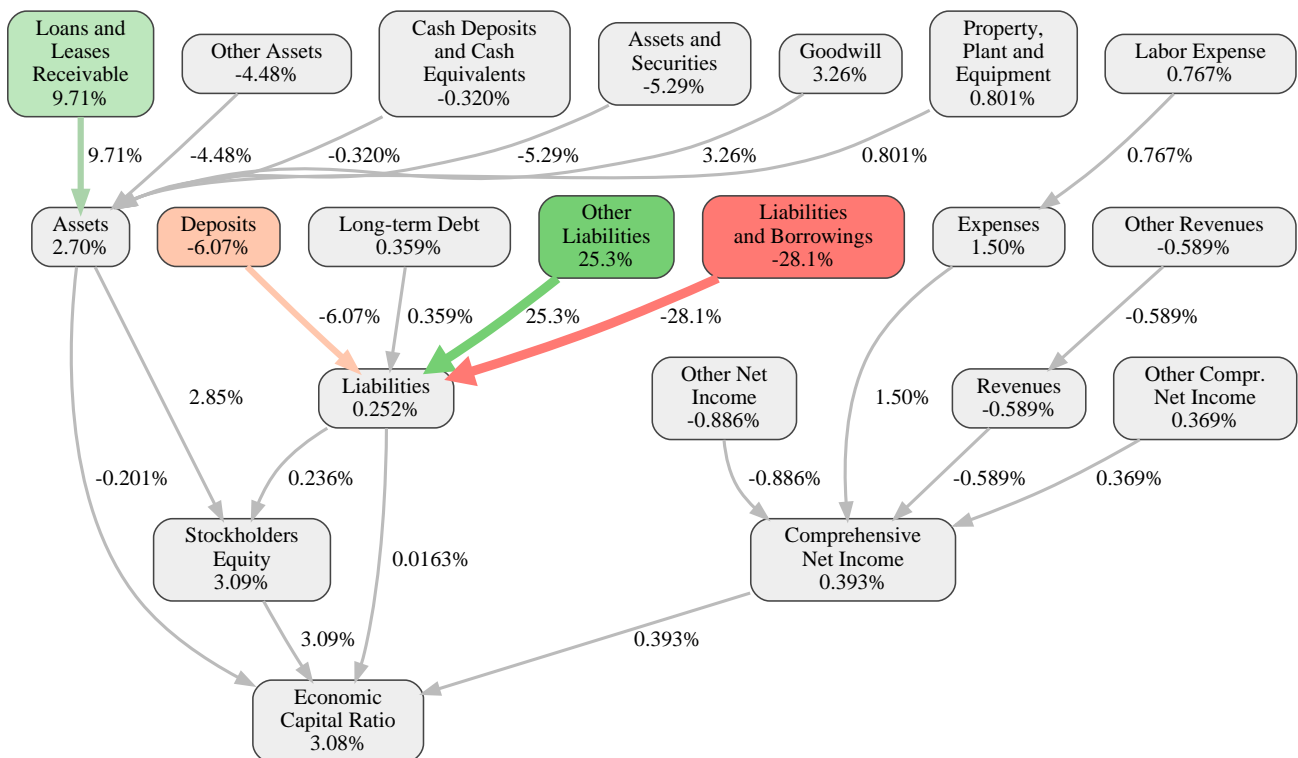 Loans and
Leases
Receivable
9.71%
Other Assets
-4.48%
Cash Deposits
and Cash
Equivalents
-0.320%
Assets and
Securities
-5.29%
Goodwill
3.26%
Property,
Plant and
Equipment
0.801%
Labor Expense
0.767%
9.71%
-4.48%
-0.320%
-5.29%
3.26%
0.801%
0.767%
Assets
2.70%
Deposits
-6.07%
Long-term Debt
0.359%
Other
Liabilities
25.3%
Liabilities
and Borrowings
-28.1%
Expenses
1.50%
Other Revenues
-0.589%
-6.07%
0.359%
25.3%
-28.1%
-0.589%
2.85%
Liabilities
0.252%
Other Net
Income
-0.886%
1.50%
Revenues
-0.589%
Other Compr.
Net Income
0.369%
-0.201%
0.236%
-0.886%
-0.589%
0.369%
Stockholders
Equity
3.09%
0.0163%
Comprehensive
Net Income
0.393%
3.09%
0.393%
Economic
Capital Ratio
3.08%